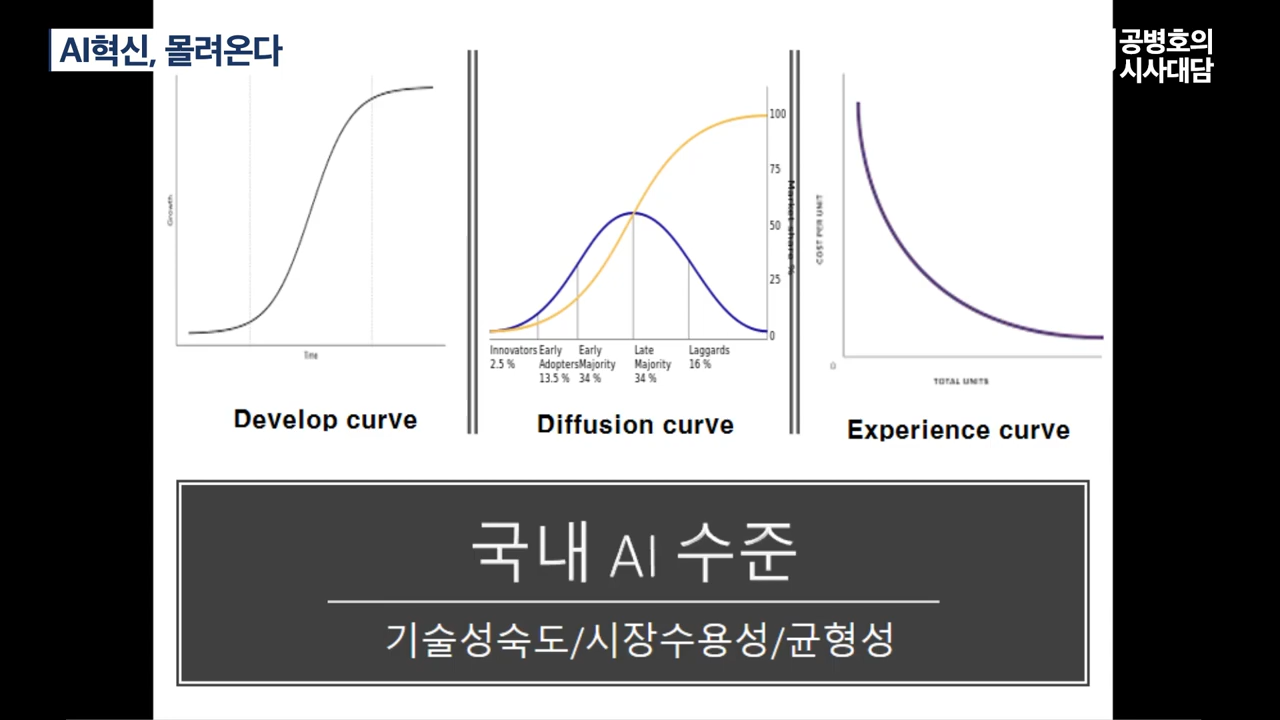 AI혁신, 몰려온다
공병호의
시사대담
Growth
Time
Develop curve
100
75
50
25
0
Market share %
Innovators
2.5 %
Early
Adopters
13.5 %
Early
Majority
34 %
Late
Majority
34 %
Laggards
16 %
Diffusion curve
COST PER UNIT
0
TOTAL UNITS
Experience curve
국내 AI 수준
기술성숙도/시장수용성/균형성